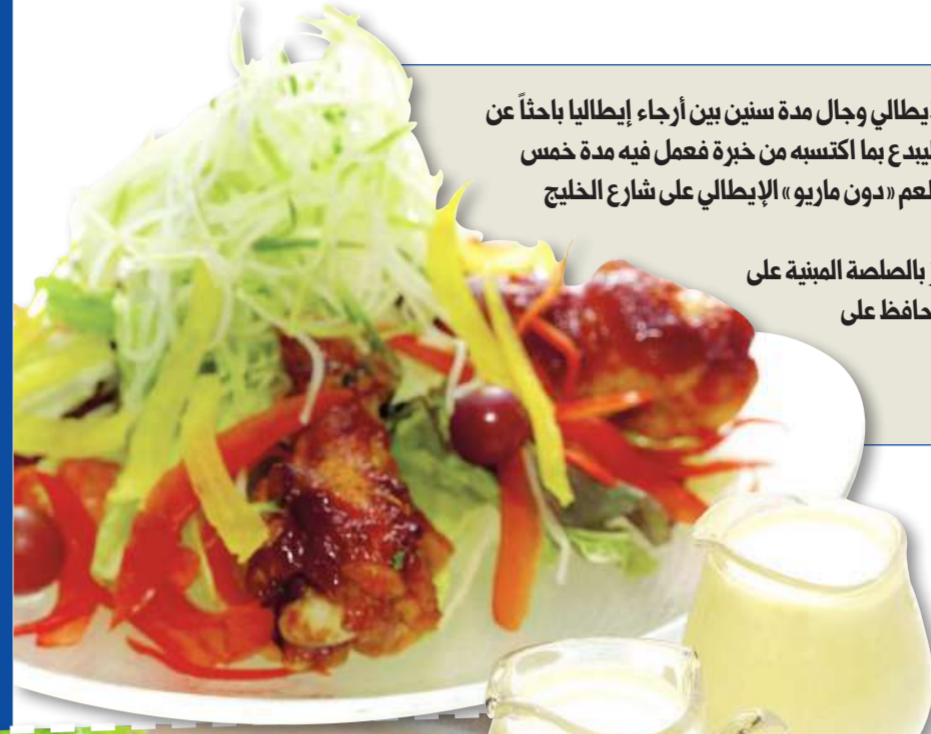 يطالي وجال مدة سنين بين أرجاء إيطاليا باحثاً عن
ليبدع بما اكتسبه من خبرة فعمل فيه مدة خمس
«دون ماريو» الإيطالي على شارع الخليج
بالصلصة المبنية على
حافظ على